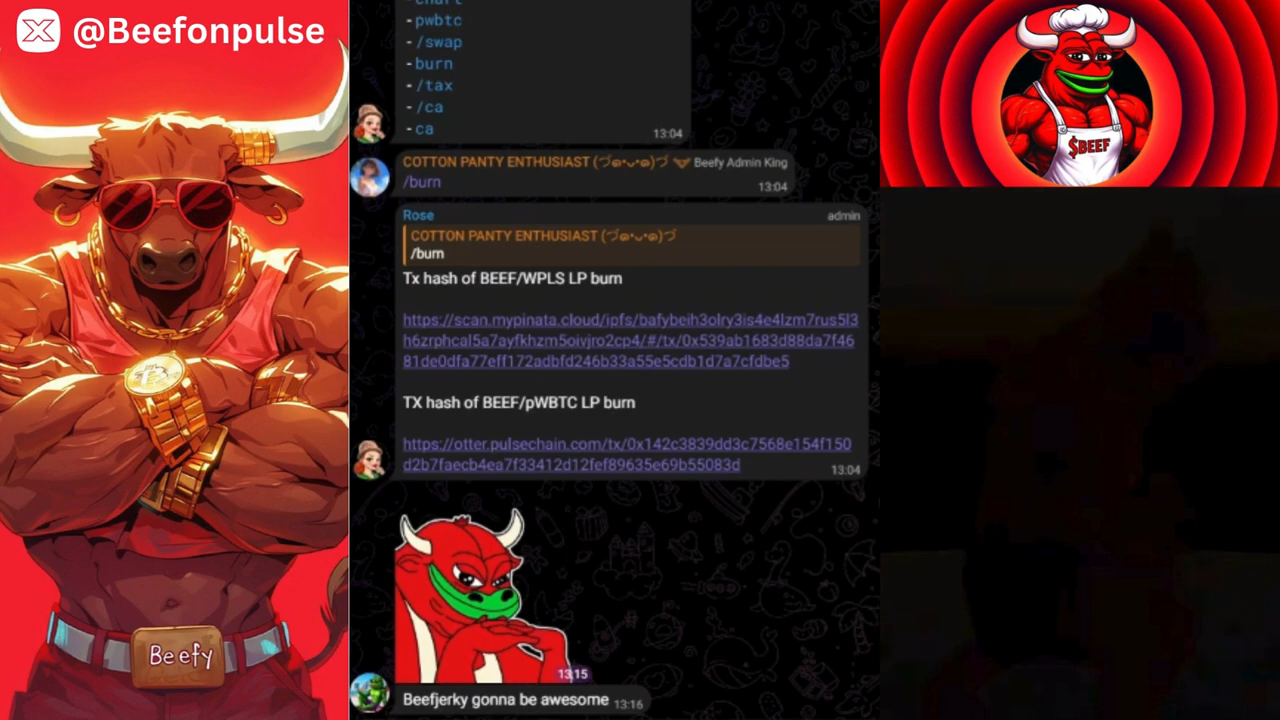 @Beefonpulse
-pwbtc
-/swap
-burn
-/tax
-/ca
-ca
13:04
COTTON PANTY ENTHUSIAST (づ๑•ᴗ•๑)づ Beefy Admin King
/burn
13:04
Rose admin
COTTON PANTY ENTHUSIAST (づ๑•ᴗ•๑)づ
/burn
Tx hash of BEEF/WPLS LP burn
https://scan.mypinata.cloud/ipfs/bafybeih3olry3is4e4lzm7rus5l3
h6zrphcal5a7ayfkhzm5oivjro2cp4/#/tx/0x539ab1683d88da7f46
81de0dfa77eff172adbfd246b33a55e5cdb1d7a7cfdbe5
TX hash of BEEF/pWBTC LP burn
https://otter.pulsechain.com/tx/0x142c3839dd3c7568e154f150
d2b7faecb4ea7f33412d12fef89635e69b55083d
13:04
13:15
Beefjerky gonna be awesome 13:16
Beefy
$BEEF